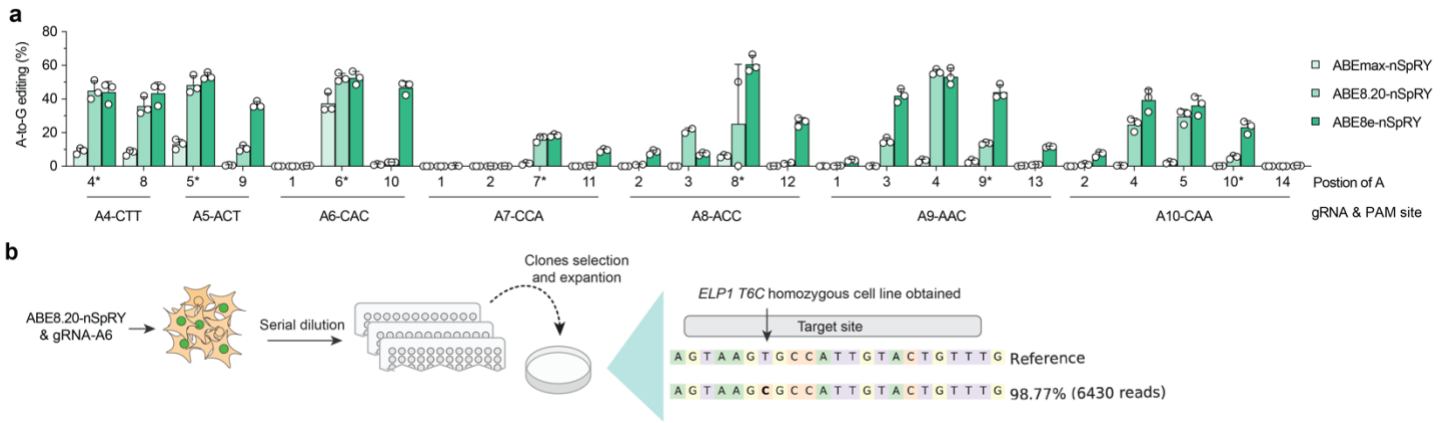 a
A-to-G editing (%)
80
60
40
20
0
4* 8 5* 9 1 6* 10 1 2 7* 11 2 3 8* 12 1 3 4 9* 13 2 4 5 10* 14 Postion of A
A4-CTT A5-ACT A6-CAC A7-CCA A8-ACC A9-AAC A10-CAA gRNA & PAM site
ABEmax-nSpRY
ABE8.20-nSpRY
ABE8e-nSpRY
b
ABE8.20-nSpRY
& gRNA-A6
Serial dilution
Clones selection
and expantion
ELP1 T6C homozygous cell line obtained
Target site
A G T A A G T G C C A T T G T A C T G T T T G Reference
A G T A A G C G C C A T T G T A C T G T T T G 98.77% (6430 reads)